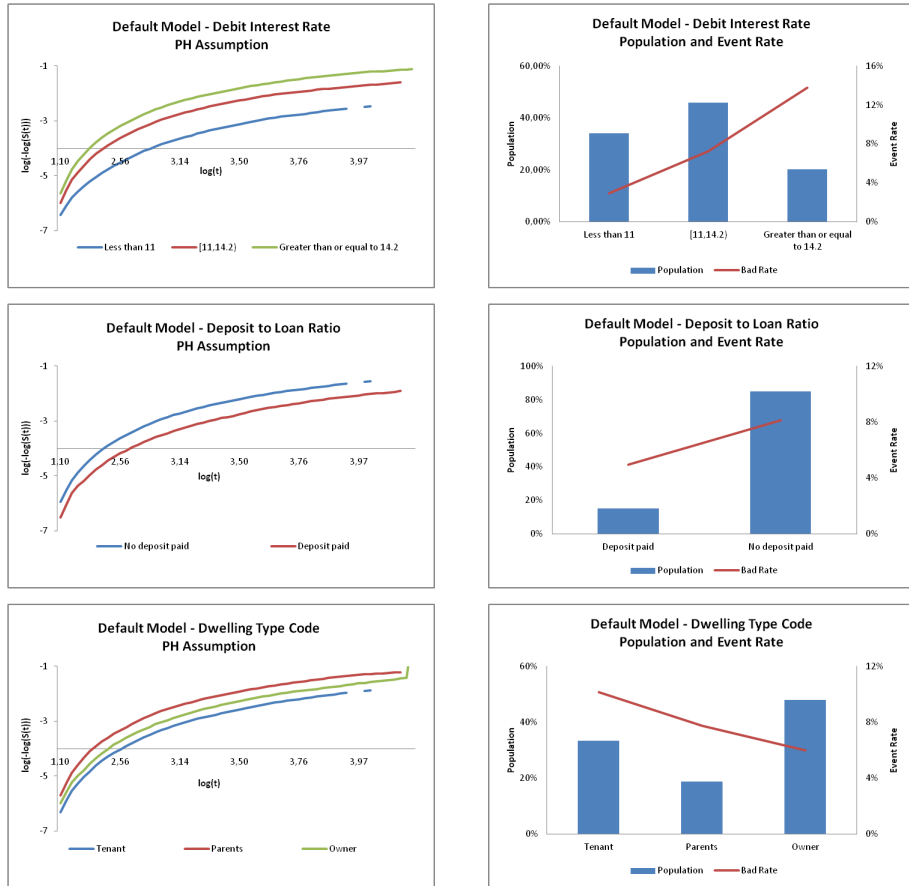 Default Model - Debit Interest Rate
PH Assumption
-1
-3
-5
-7
log(-log(S(t)))
1,10 2,56 3,14 3,50 3,76 3,97
log(t)
Less than 11 [11,14.2) Greater than or equal to 14.2
Default Model - Debit Interest Rate
Population and Event Rate
60,00%
40,00%
20,00%
0,00%
Population
16%
12%
8%
4%
0%
Event Rate
Less than 11 [11,14.2) Greater than or equal
to 14.2
Population Bad Rate
Default Model - Deposit to Loan Ratio
PH Assumption
-1
-3
-5
-7
log(-log(S(t)))
1,10 2,56 3,14 3,50 3,76 3,97
log(t)
No deposit paid Deposit paid
Default Model - Deposit to Loan Ratio
Population and Event Rate
100%
80%
60%
40%
20%
0%
Population
12%
8%
4%
0%
Event Rate
Deposit paid No deposit paid
Population Bad Rate
Default Model - Dwelling Type Code
PH Assumption
-1
-3
-5
-7
log(-log(S(t)))
1,10 2,56 3,14 3,50 3,76 3,97
log(t)
Tenant Parents Owner
Default Model - Dwelling Type Code
Population and Event Rate
60%
40%
20%
0%
Population
12%
8%
4%
0%
Event Rate
Tenant Parents Owner
Population Bad Rate